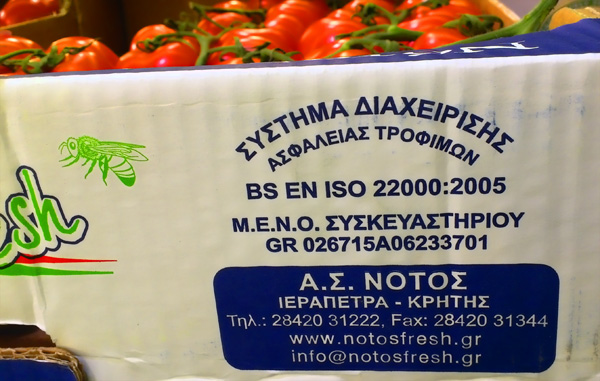 ΣΥΣΤΗΜΑ ΔΙΑΧΕΙΡΙΣΗΣ
ΑΣΦΑΛΕΙΑΣ ΤΡΟΦΙΜΩΝ
BS EN ISO 22000:2005
Μ.Ε.Ν.Ο. ΣΥΣΚΕΥΑΣΤΗΡΙΟΥ
GR 026715A06233701
esh
Α.Σ. ΝΟΤΟΣ
ΙΕΡΑΠΕΤΡΑ - ΚΡΗΤΗΣ
Τηλ.: 28420 31222, Fax: 28420 31344
www.notosfresh.gr
info@notosfresh.gr